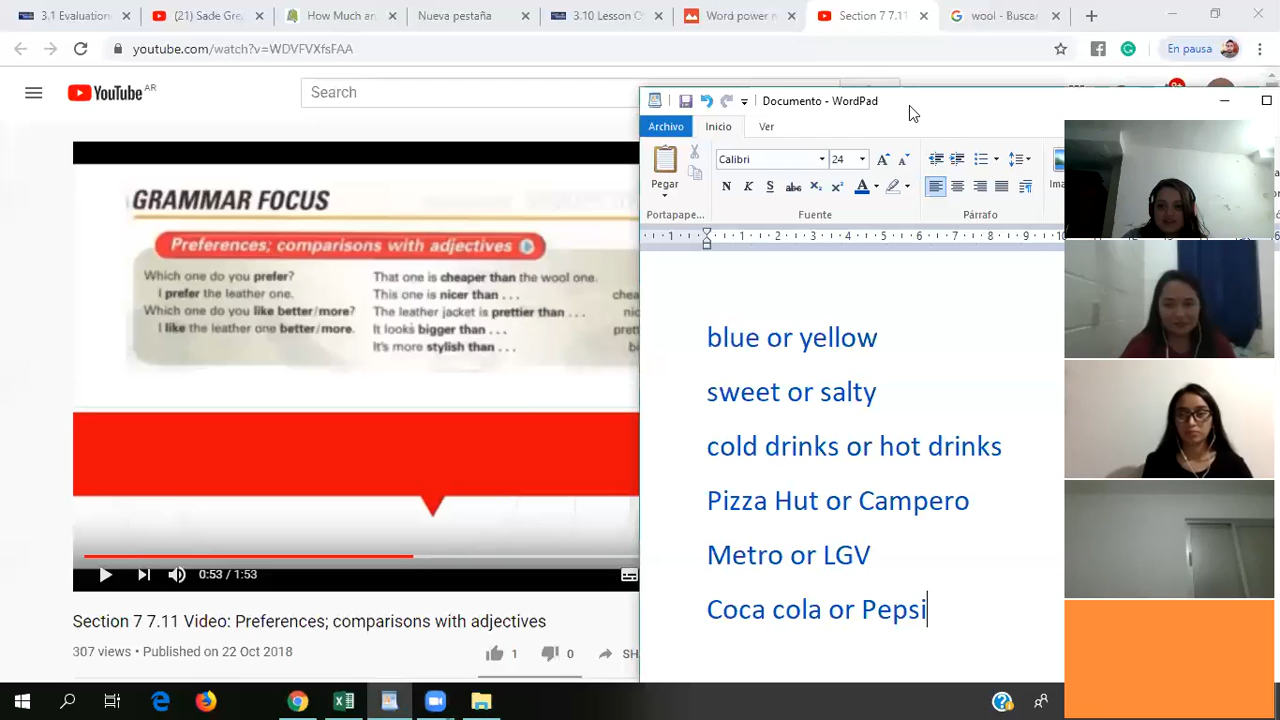 3.1 Evaluation
(21) Sade Gre
How Much an
Nueva pestaña
3.10 Lesson C
Word power n
Section 7 7.11
wool - Buscar
youtube.com/watch?v=WDVFVXfsFAA
En pausa
YouTube AR
Search
Documento - WordPad
Archivo
Inicio
Ver
Pegar
Calibri
24
Portapape...
Fuente
Párrafo
GRAMMAR FOCUS
Preferences; comparisons with adjectives
Which one do you prefer?
I prefer the leather one.
Which one do you like better/more?
I like the leather one better/more.
That one is cheaper than the wool one.
This one is nicer than . . .
The leather jacket is prettier than . . .
It looks bigger than . . .
It's more stylish than . . .
blue or yellow
sweet or salty
cold drinks or hot drinks
Pizza Hut or Campero
Metro or LGV
Coca cola or Pepsi
0:53 / 1:53
Section 7 7.11 Video: Preferences; comparisons with adjectives
307 views • Published on 22 Oct 2018
1
0
SH